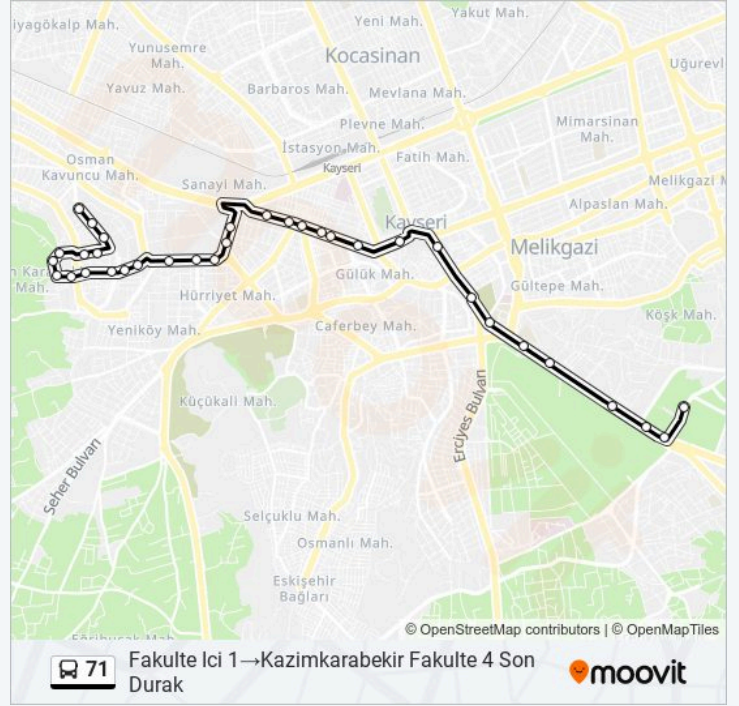 iyagökalp Mah.
Yeni Mah.
Yakut Mah.
Yunusemre
Mah.
Kocasinan
Uğurevl
Yavuz Mah.
Barbaros Mah.
Mevlana Mah.
Plevne Mah.
Mimarsinan
Mah.
İstasyon Mah.
Fatih Mah.
Kayseri
Osman
Kavuncu Mah.
Sanayi Mah.
Melikgazi M
Alpaslan Mah.
Kayseri
Melikgazi
n Kara
Mah.
Gülük Mah.
Gültepe Mah.
Hürriyet Mah.
Köşk Mah.
Yeniköy Mah.
Caferbey Mah.
Küçükali Mah.
Erciyes Bulvarı
Seher Bulvarı
Selçuklu Mah.
Osmanlı Mah.
Eskişehir
Bağları
Eğribucak Mah.
© OpenStreetMap contributors | © OpenMapTiles
71
Fakulte Ici 1→Kazimkarabekir Fakulte 4 Son
Durak
moovit